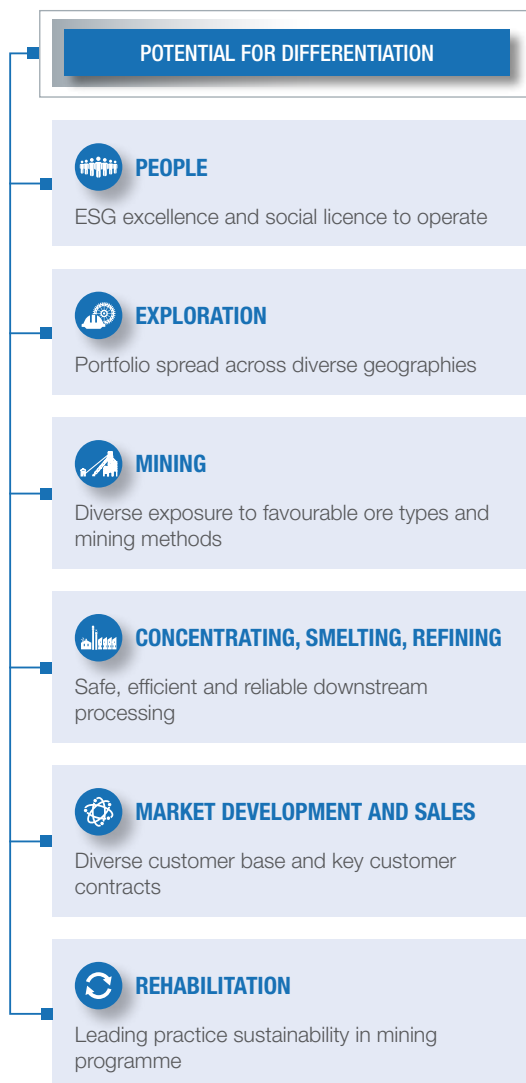 POTENTIAL FOR DIFFERENTIATION
PEOPLE
ESG excellence and social licence to operate
EXPLORATION
Portfolio spread across diverse geographies
MINING
Diverse exposure to favourable ore types and
mining methods
CONCENTRATING, SMELTING, REFINING
Safe, efficient and reliable downstream
processing
MARKET DEVELOPMENT AND SALES
Diverse customer base and key customer
contracts
REHABILITATION
Leading practice sustainability in mining
programme